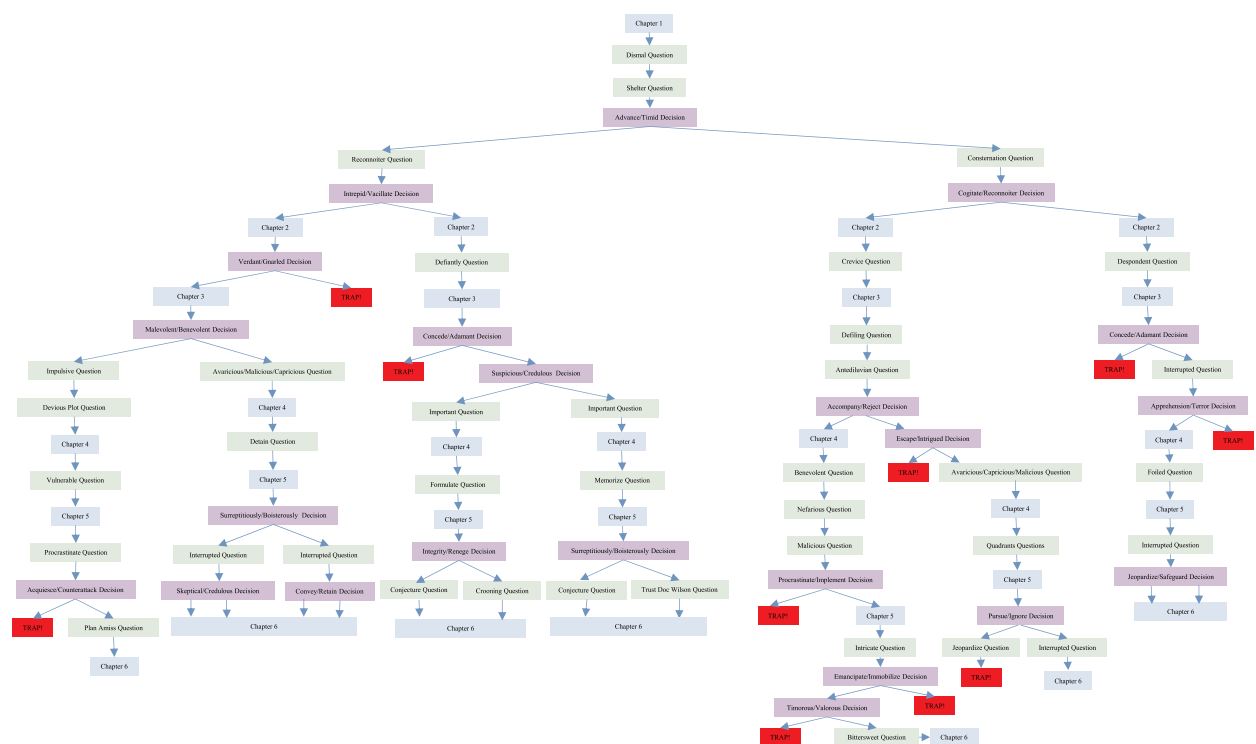 Chapter 1
Dismal Question
Shelter Question
Advance/Timid Decision
Reconnoiter Question
Consternation Question
Intrepid/Vacillate Decision
Cogitate/Reconnoiter Decision
Chapter 2
Chapter 2
Chapter 2
Chapter 2
Verdant/Gnarled Decision
Defiantly Question
Crevice Question
Despondent Question
Chapter 3
TRAP!
Chapter 3
Chapter 3
Chapter 3
Malevolent/Benevolent Decision
Concede/Adamant Decision
Defiling Question
Concede/Adamant Decision
Impulsive Question
Avaricious/Malicious/Capricious Question
TRAP!
Suspicious/Credulous Decision
Antediluvian Question
TRAP!
Interrupted Question
Devious Plot Question
Chapter 4
Important Question
Important Question
Accompany/Reject Decision
Apprehension/Terror Decision
Chapter 4
Detain Question
Chapter 4
Chapter 4
Chapter 4
Escape/Intrigued Decision
Chapter 4
TRAP!
Vulnerable Question
Chapter 5
Formulate Question
Memorize Question
Benevolent Question
TRAP!
Avaricious/Capricious/Malicious Question
Foiled Question
Chapter 5
Surreptitiously/Boisterously Decision
Chapter 5
Chapter 5
Nefarious Question
Chapter 4
Chapter 5
Procrastinate Question
Interrupted Question
Interrupted Question
Integrity/Renege Decision
Surreptitiously/Boisterously Decision
Malicious Question
Quadrants Questions
Interrupted Question
Acquiesce/Counterattack Decision
Skeptical/Credulous Decision
Convey/Retain Decision
Conjecture Question
Crooning Question
Conjecture Question
Trust Doc Wilson Question
Procrastinate/Implement Decision
Chapter 5
Jeopardize/Safeguard Decision
TRAP!
Plan Amiss Question
Chapter 6
Chapter 6
Chapter 6
TRAP!
Chapter 5
Pursue/Ignore Decision
Chapter 6
Chapter 6
Intricate Question
Jeopardize Question
Interrupted Question
Emancipate/Immobilize Decision
TRAP!
Chapter 6
Timorous/Valorous Decision
TRAP!
TRAP!
Bittersweet Question
Chapter 6